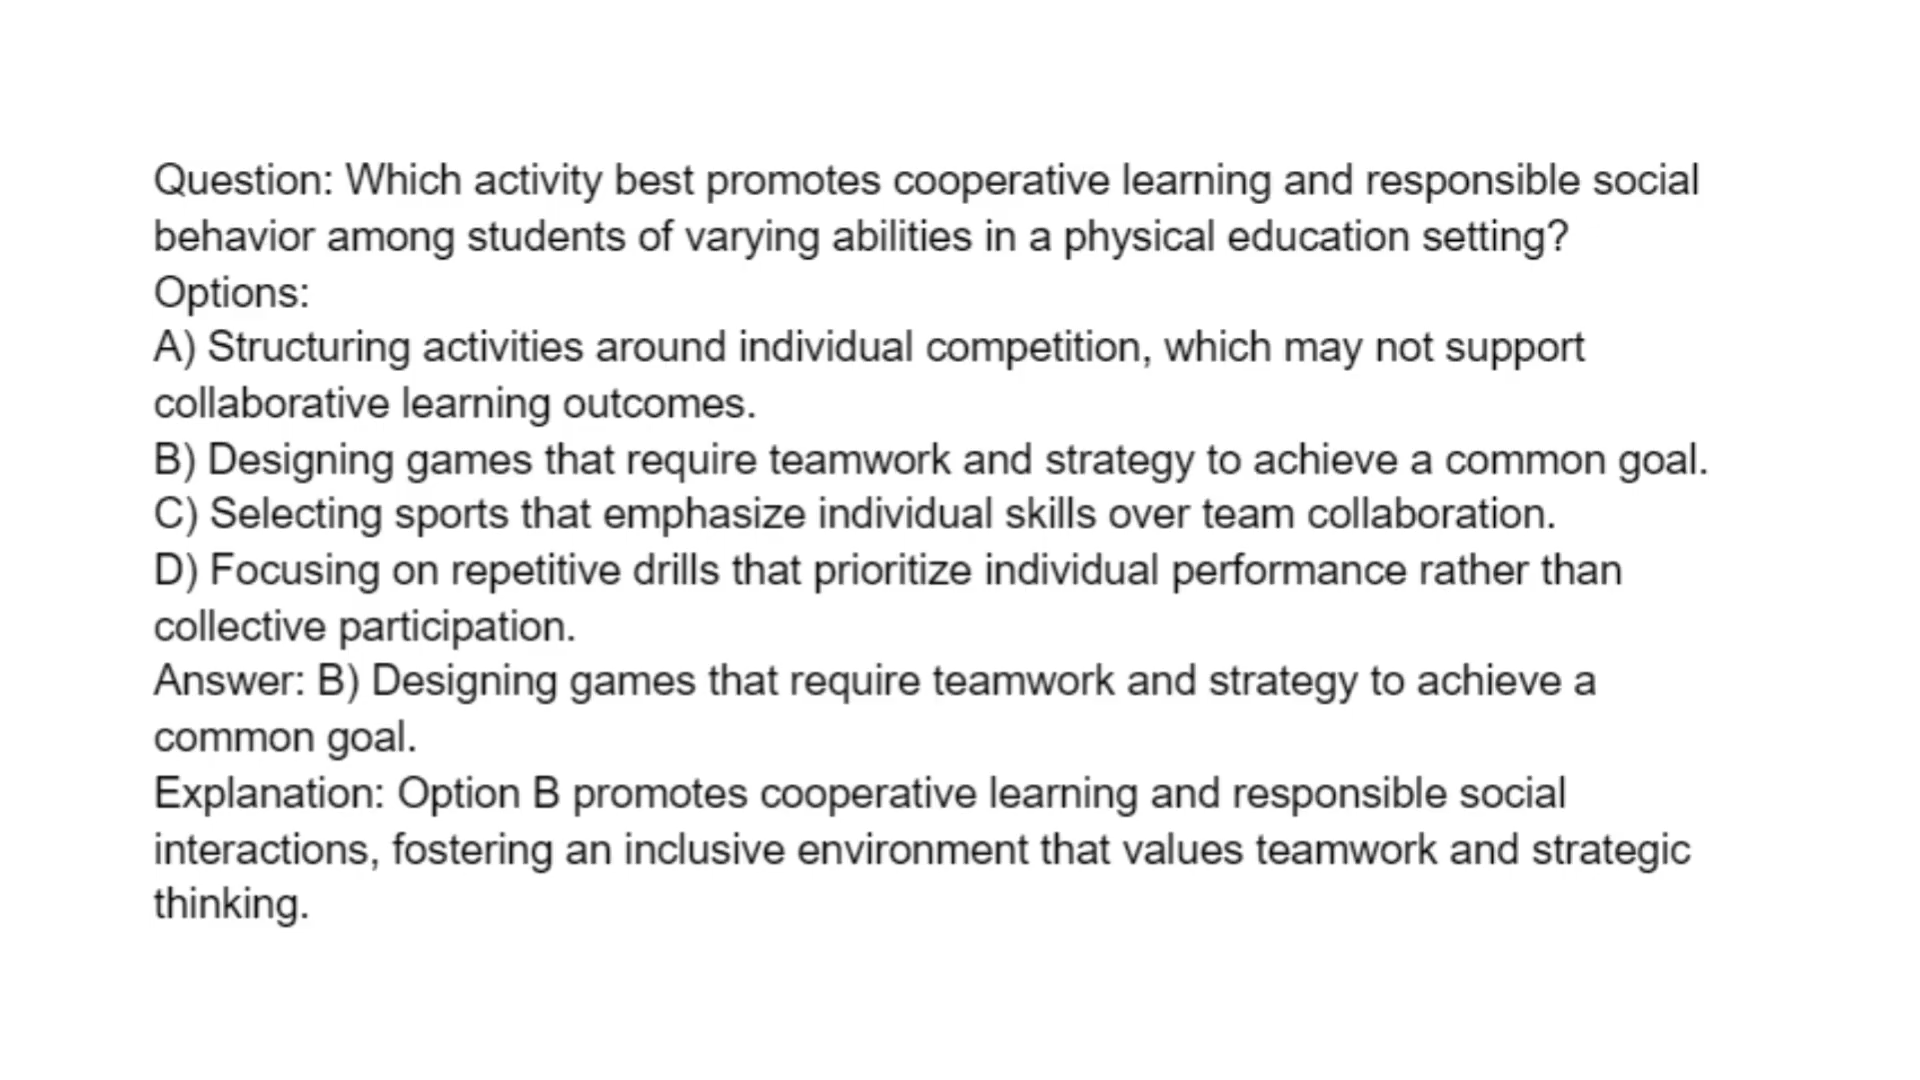 Question: Which activity best promotes cooperative learning and responsible social
behavior among students of varying abilities in a physical education setting?
Options:
A) Structuring activities around individual competition, which may not support
collaborative learning outcomes.
B) Designing games that require teamwork and strategy to achieve a common goal.
C) Selecting sports that emphasize individual skills over team collaboration.
D) Focusing on repetitive drills that prioritize individual performance rather than
collective participation.
Answer: B) Designing games that require teamwork and strategy to achieve a
common goal.
Explanation: Option B promotes cooperative learning and responsible social
interactions, fostering an inclusive environment that values teamwork and strategic
thinking.